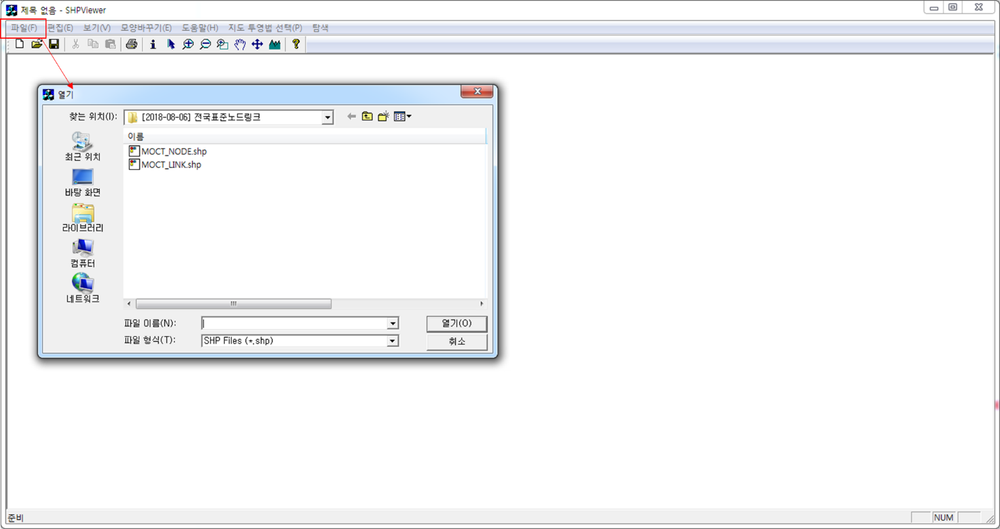 제목 없음 - SHPViewer
파일(F) 편집(E) 보기(V) 모양바꾸기(E) 도움말(H) 지도 투영법 선택(P) 탐색
열기
찾는 위치(I): [2018-08-06] 전국표준노드링크
이름
MOCT_NODE.shp
MOCT_LINK.shp
최근 위치
바탕 화면
라이브러리
컴퓨터
네트워크
파일 이름(N): 열기(O)
파일 형식(T): SHP Files (*.shp) 취소
준비 NUM